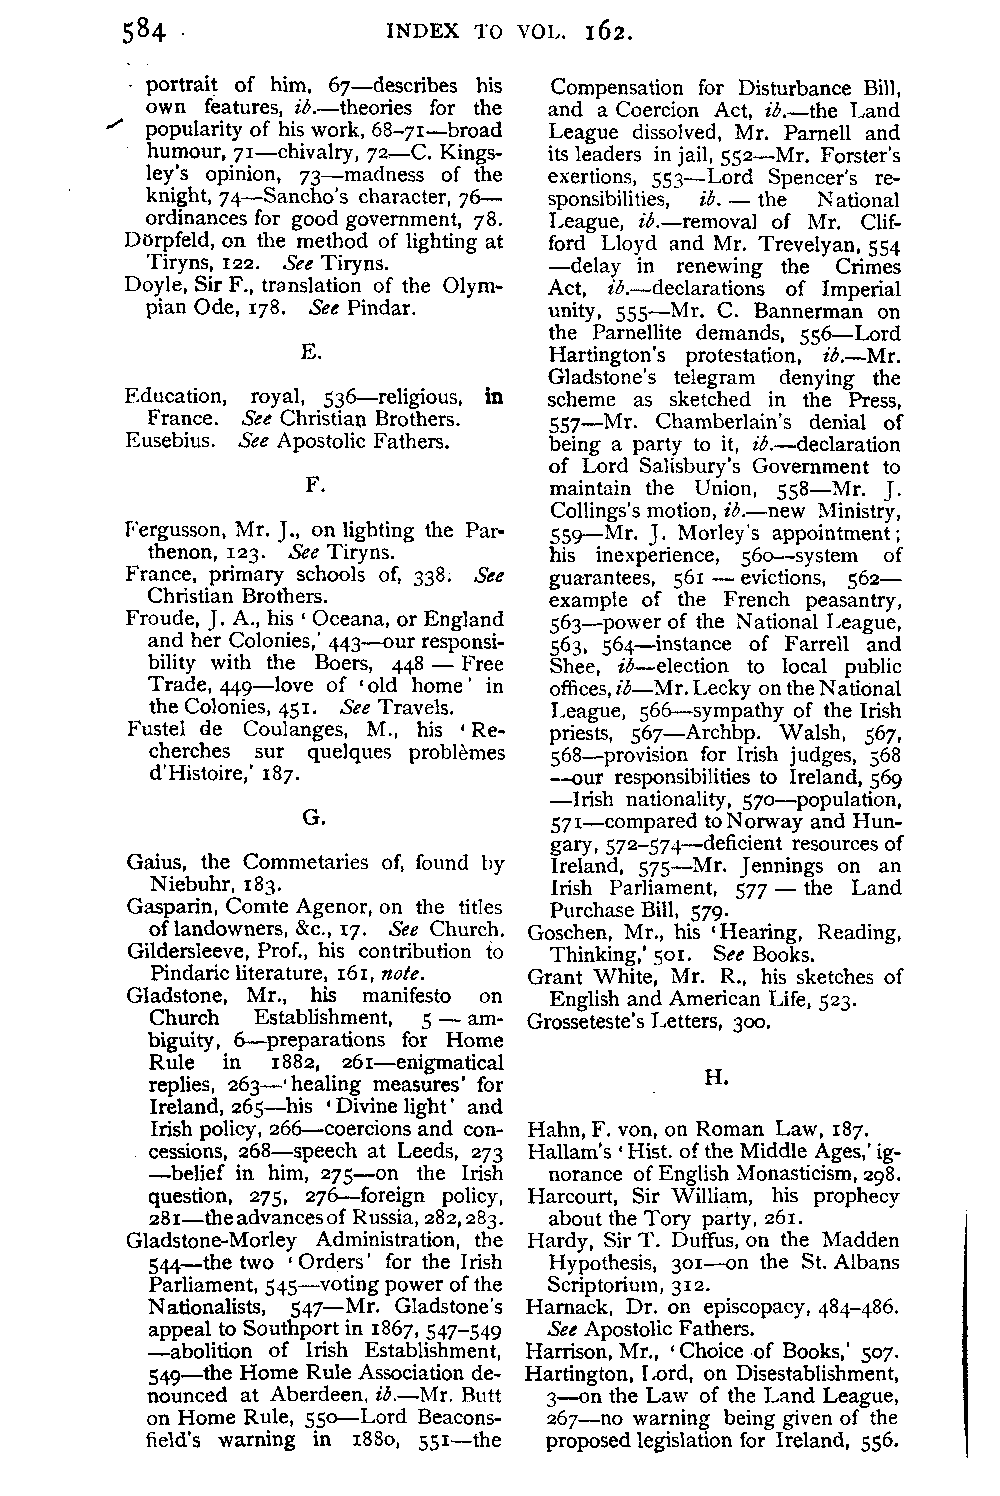 584
INDEX TO VOL. 162.
portrait of him, 67—describes his
own features, ib.—theories for the
popularity of his work, 68–71—broad
humour, 71—chivalry, 72—C. Kings-
ley's opinion, 73—madness of the
knight, 74—Sancho's character, 76—
ordinances for good government, 78.
Dörpfeld, on the method of lighting at
Tiryns, 122. See Tiryns.
Doyle, Sir F., translation of the Olym-
pian Ode, 178. See Pindar.
E.
Education, royal, 536—religious, in
France. See Christian Brothers.
Eusebius. See Apostolic Fathers.
F.
Fergusson, Mr. J., on lighting the Par-
thenon, 123. See Tiryns.
France, primary schools of, 338. See
Christian Brothers.
Froude, J. A., his ‘Oceana, or England
and her Colonies,’ 443—our responsi-
bility with the Boers, 448 — Free
Trade, 449—love of ‘old home’ in
the Colonies, 451. See Travels.
Fustel de Coulanges, M., his ‘Re-
cherches sur quelques problèmes
d'Histoire,’ 187.
G.
Gaius, the Commetaries of, found by
Niebuhr, 183.
Gasparin, Comte Agenor, on the titles
of landowners, &c., 17. See Church.
Gildersleeve, Prof., his contribution to
Pindaric literature, 161, note.
Gladstone, Mr., his manifesto on
Church Establishment, 5 — am-
biguity, 6—preparations for Home
Rule in 1882, 261—enigmatical
replies, 263—‘healing measures’ for
Ireland, 265—his ‘Divine light’ and
Irish policy, 266—coercions and con-
cessions, 268—speech at Leeds, 273
—belief in him, 275—on the Irish
question, 275, 276—foreign policy,
281—the advances of Russia, 282, 283.
Gladstone-Morley Administration, the
544—the two ‘Orders’ for the Irish
Parliament, 545—voting power of the
Nationalists, 547—Mr. Gladstone's
appeal to Southport in 1867, 547–549
—abolition of Irish Establishment,
549—the Home Rule Association de-
nounced at Aberdeen, ib.—Mr. Butt
on Home Rule, 550—Lord Beacons-
field's warning in 1880, 551—the
Compensation for Disturbance Bill,
and a Coercion Act, ib.—the Land
League dissolved, Mr. Parnell and
its leaders in jail, 552—Mr. Forster's
exertions, 553—Lord Spencer's re-
sponsibilities, ib. — the National
League, ib.—removal of Mr. Clif-
ford Lloyd and Mr. Trevelyan, 554
—delay in renewing the Crimes
Act, ib.—declarations of Imperial
unity, 555—Mr. C. Bannerman on
the Parnellite demands, 556—Lord
Hartington's protestation, ib.—Mr.
Gladstone's telegram denying the
scheme as sketched in the Press,
557—Mr. Chamberlain's denial of
being a party to it, ib.—declaration
of Lord Salisbury's Government to
maintain the Union, 558—Mr. J.
Collings's motion, ib.—new Ministry,
559—Mr. J. Morley's appointment;
his inexperience, 560—system of
guarantees, 561 — evictions, 562—
example of the French peasantry,
563—power of the National League,
563, 564—instance of Farrell and
Shee, ib—election to local public
offices, ib—Mr. Lecky on the National
League, 566—sympathy of the Irish
priests, 567—Archbp. Walsh, 567,
568—provision for Irish judges, 568
—our responsibilities to Ireland, 569
—Irish nationality, 570—population,
571—compared to Norway and Hun-
gary, 572–574—deficient resources of
Ireland, 575—Mr. Jennings on an
Irish Parliament, 577 — the Land
Purchase Bill, 579.
Goschen, Mr., his ‘Hearing, Reading,
Thinking,’ 501. See Books.
Grant White, Mr. R., his sketches of
English and American Life, 523.
Grosseteste's Letters, 300.
H.
Hahn, F. von, on Roman Law, 187.
Hallam's ‘Hist. of the Middle Ages,’ ig-
norance of English Monasticism, 298.
Harcourt, Sir William, his prophecy
about the Tory party, 261.
Hardy, Sir T. Duffus, on the Madden
Hypothesis, 301—on the St. Albans
Scriptorium, 312.
Harnack, Dr. on episcopacy, 484–486.
See Apostolic Fathers.
Harrison, Mr., ‘Choice of Books,’ 507.
Hartington, Lord, on Disestablishment,
3—on the Law of the Land League,
267—no warning being given of the
proposed legislation for Ireland, 556.